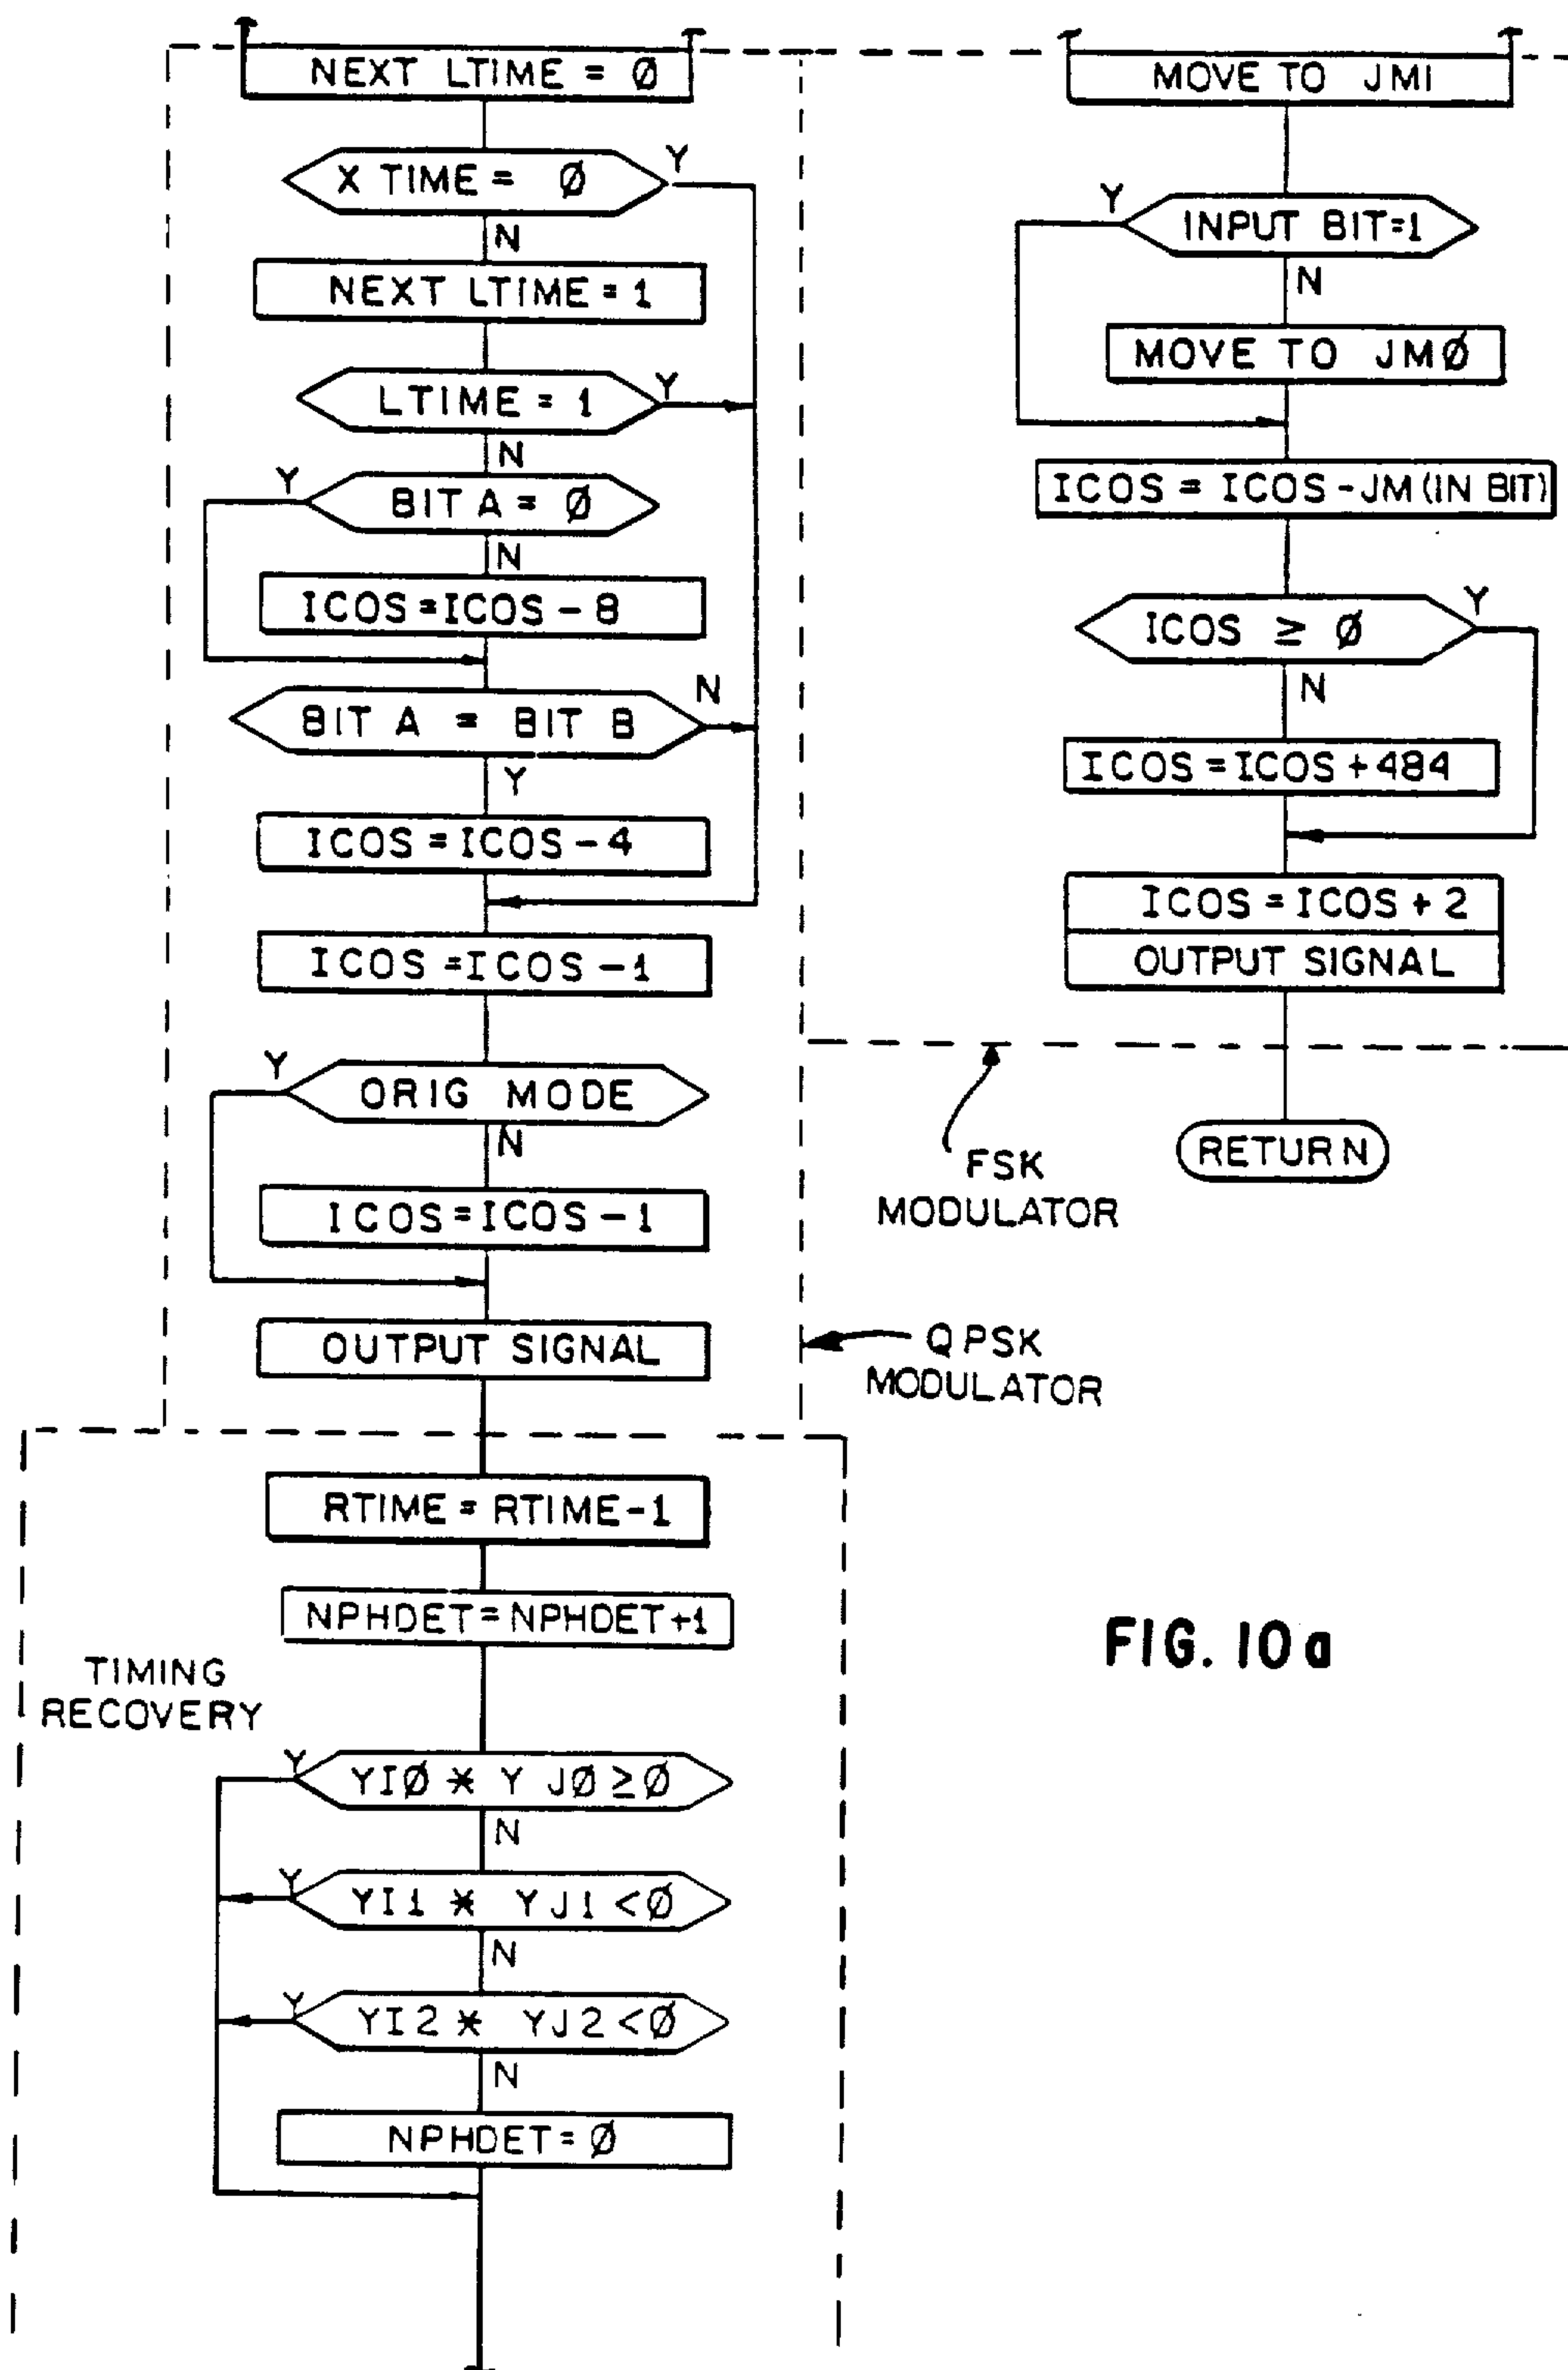 NEXT LTIME = Ø
X TIME = Ø
Y
N
NEXT LTIME = 1
LTIME = 1
Y
N
Y
BIT A = Ø
N
ICOS = ICOS - 8
BIT A = BIT B
N
Y
ICOS = ICOS - 4
ICOS = ICOS - 1
Y
ORIG MODE
N
ICOS = ICOS - 1
OUTPUT SIGNAL
QPSK
MODULATOR
MOVE TO JM1
Y
INPUT BIT=1
N
MOVE TO JMØ
ICOS = ICOS-JM (IN BIT)
ICOS ≥ Ø
Y
N
ICOS = ICOS + 484
ICOS = ICOS + 2
OUTPUT SIGNAL
FSK
MODULATOR
RETURN
RTIME = RTIME-1
NPHDET = NPHDET+1
TIMING
RECOVERY
Y
YIØ * YJØ ≥ Ø
N
Y
YI1 * YJ1 < Ø
N
Y
YI2 * YJ2 < Ø
N
NPHDET = Ø
FIG. 10a